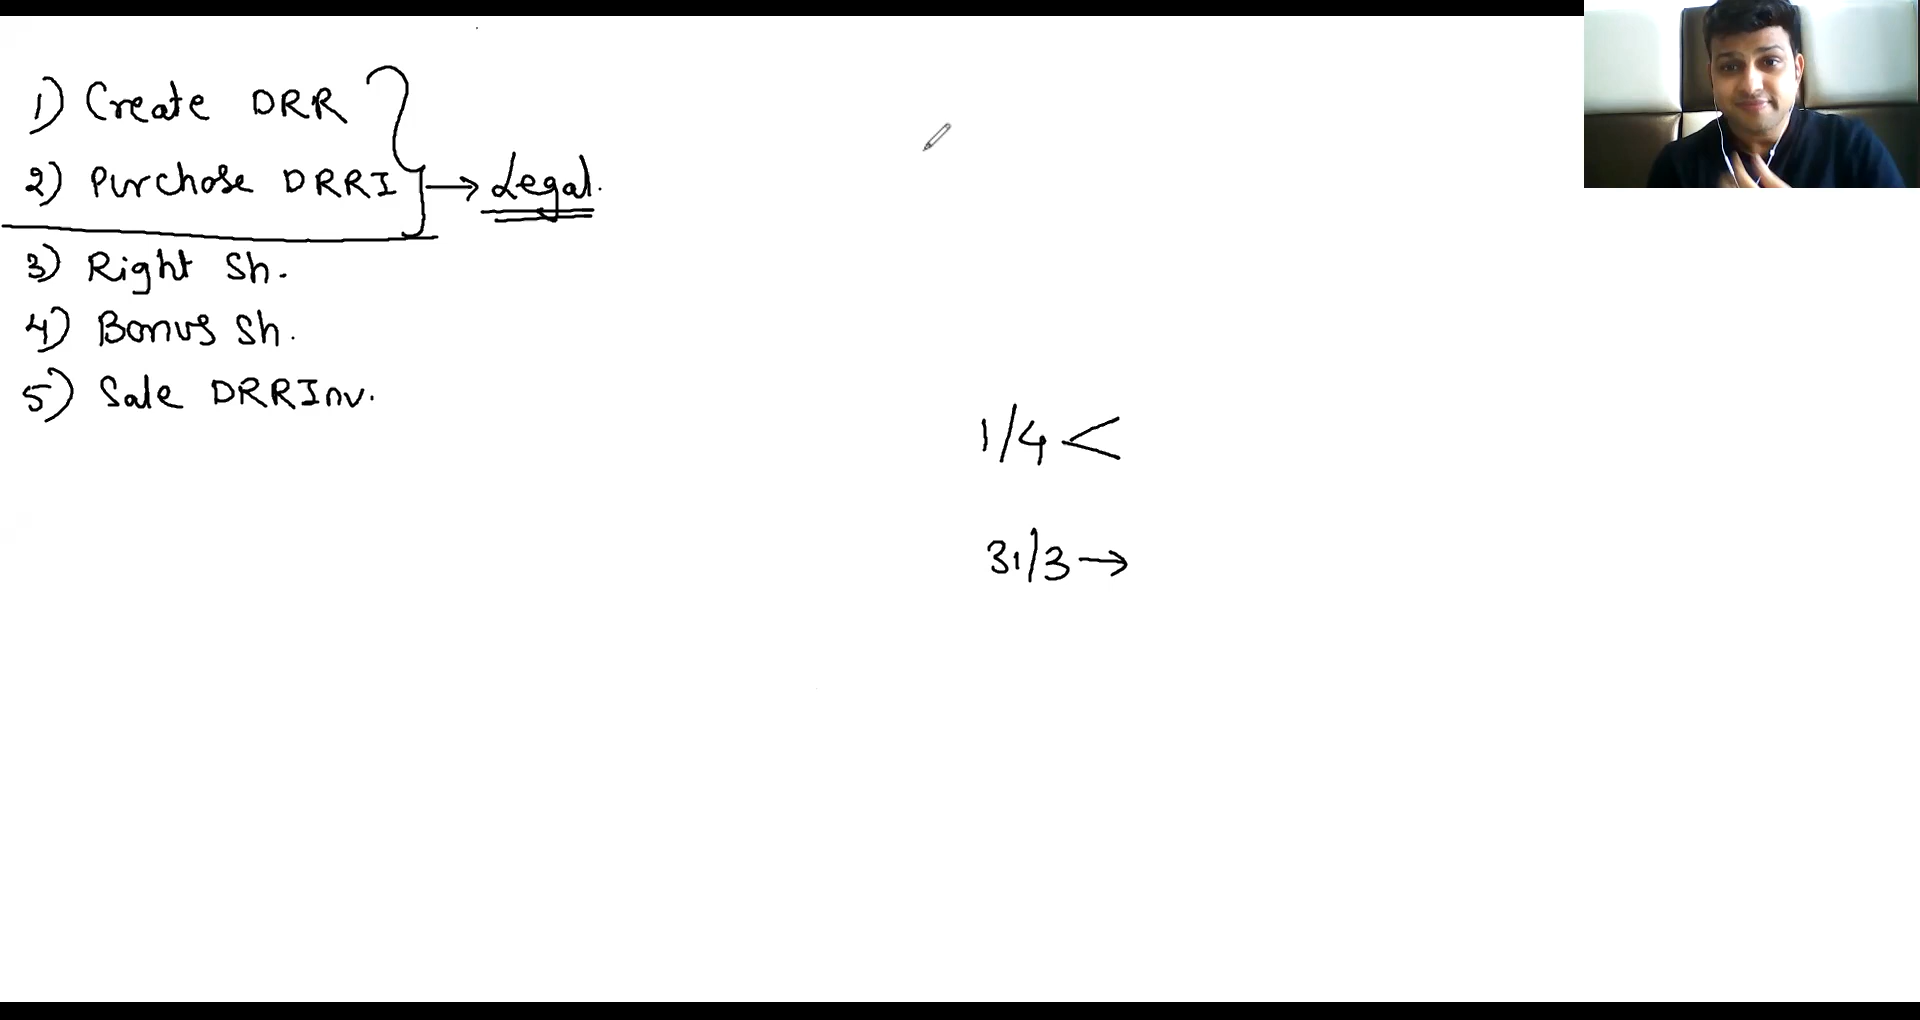 1) Create DRR
2) Purchase DRRI → Legal.
3) Right Sh.
4) Bonus Sh.
5) Sale DRRInv.
1/4 <
31/3 →